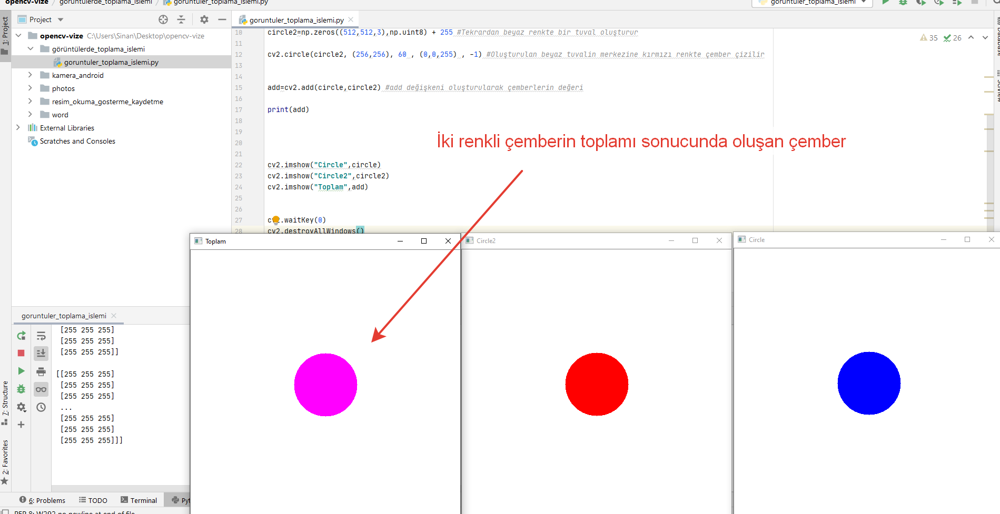 opencv-vize
goruntulerde_toplama_islemi
goruntuler_toplama_islemi.py
goruntuler_toplama_islemi
1: Project
Project
goruntuler_toplama_islemi.py
opencv-vize C:\Users\Sinan\Desktop\opencv-vize
görüntülerde_toplama_islemi
goruntuler_toplama_islemi.py
kamera_android
photos
resim_okuma_gosterme_kaydetme
word
External Libraries
Scratches and Consoles
10 circle2=np.zeros((512,512,3),np.uint8) + 255 #Tekrardan beyaz renkte bir tuval oluşturur
11
12 cv2.circle(circle2, (256,256), 60 , (0,0,255) , -1) #Oluşturulan beyaz tuvalin merkezine kırmızı renkte çember çizilir
13
14
15 add=cv2.add(circle,circle2) #add değişkeni oluşturularak çemberlerin değeri
16
17 print(add)
18
19
20
21
22 cv2.imshow("Circle",circle)
23 cv2.imshow("Circle2",circle2)
24 cv2.imshow("Toplam",add)
25
26
27 cv2.waitKey(0)
28 cv2.destroyAllWindows()
35 26
Database
SciView
İki renkli çemberin toplamı sonucunda oluşan çember
Toplam
Circle2
Circle
goruntuler_toplama_islemi
[255 255 255]
[255 255 255]
[255 255 255]]
[[255 255 255]
[255 255 255]
[255 255 255]
...
[255 255 255]
[255 255 255]
[255 255 255]]]
7: Structure
2: Favorites
6: Problems
TODO
Terminal
Pyt
PEP 8: W292 no newline at end of file